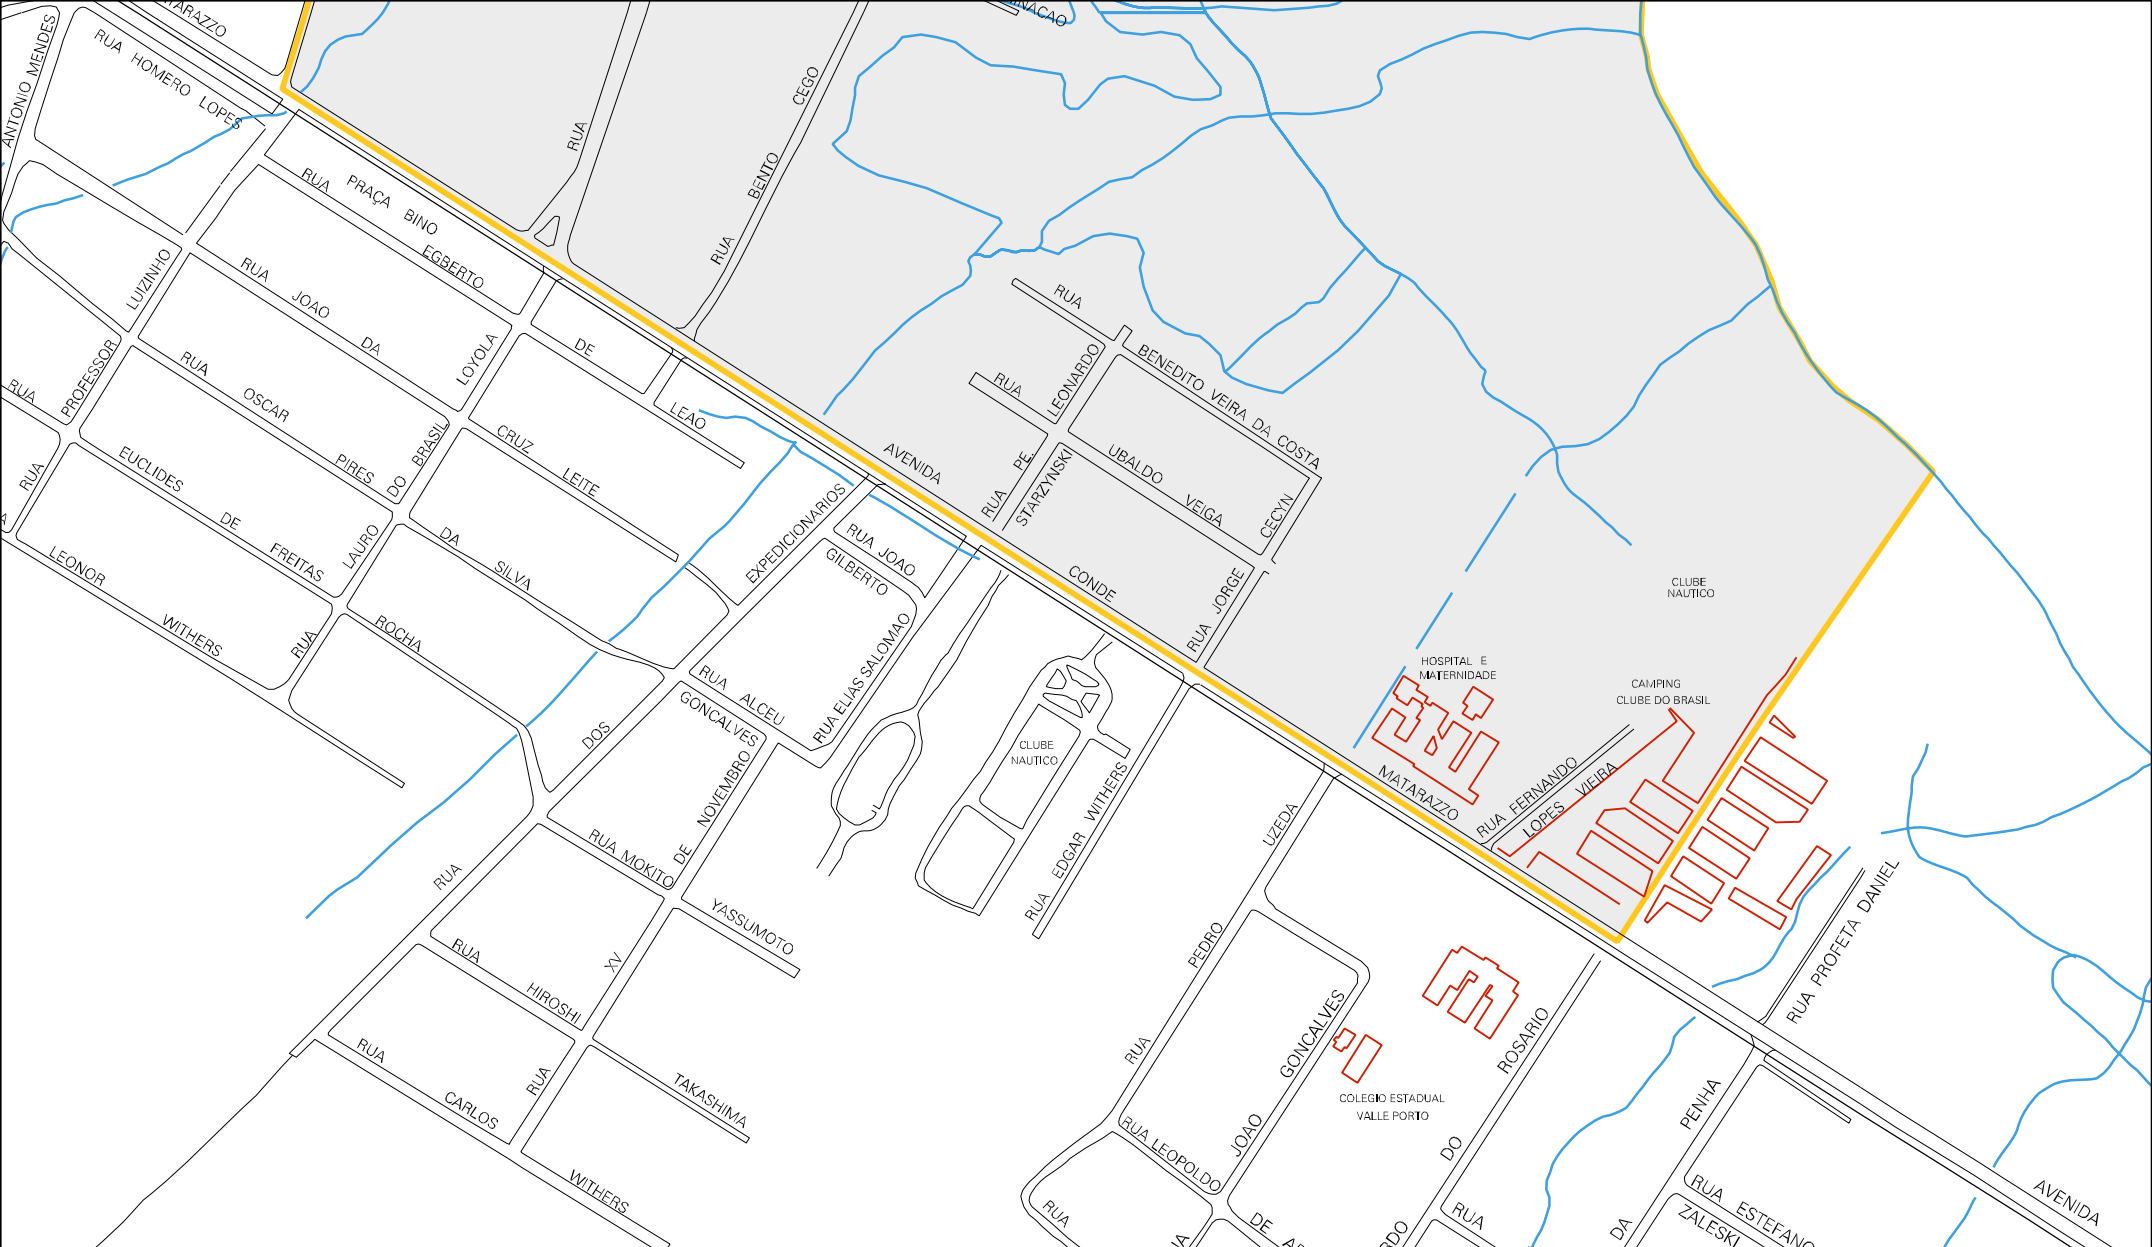 TARAZZO
RUA HOMERO LOPES
ANTONIO MENDES
RUA
RUA BENTO CEGO
NACAO
RUA
PRAÇA BINO
EGBERTO
DE
LEAO
LUIZINHO
PROFESSOR
RUA
RUA JOAO DA
CRUZ LEITE
LOYOLA
DO BRASIL
LAURO
RUA
RUA OSCAR PIRES
DA SILVA
RUA
EUCLIDES DE FREITAS
ROCHA
A
LEONOR WITHERS
AVENIDA
CONDE
MATARAZZO
RUA
BENEDITO VEIRA DA COSTA
RUA
UBALDO VEIGA
LEONARDO
PE.
RUA
STARZYNSKI
CECYN
RUA JORGE
EXPEDICIONARIOS
DOS
RUA
RUA JOAO
GILBERTO
RUA ELIAS SALOMAO
RUA ALCEU
GONCALVES
NOVEMBRO
DE
XV
RUA
RUA MOKITO
YASSUMOTO
RUA HIROSHI
TAKASHIMA
RUA
CARLOS
WITHERS
CLUBE
NAUTICO
RUA EDGAR WITHERS
CLUBE
NAUTICO
HOSPITAL E
MATERNIDADE
CAMPING
CLUBE DO BRASIL
RUA FERNANDO
LOPES VIEIRA
UZEDA
PEDRO
RUA
GONCALVES
JOAO
RUA LEOPOLDO
RUA
DE
COLEGIO ESTADUAL
VALLE PORTO
ROSARIO
DO
RUA
RUA PROFETA DANIEL
PENHA
DA
RUA ESTEFANO
ZALESKI
AVENIDA